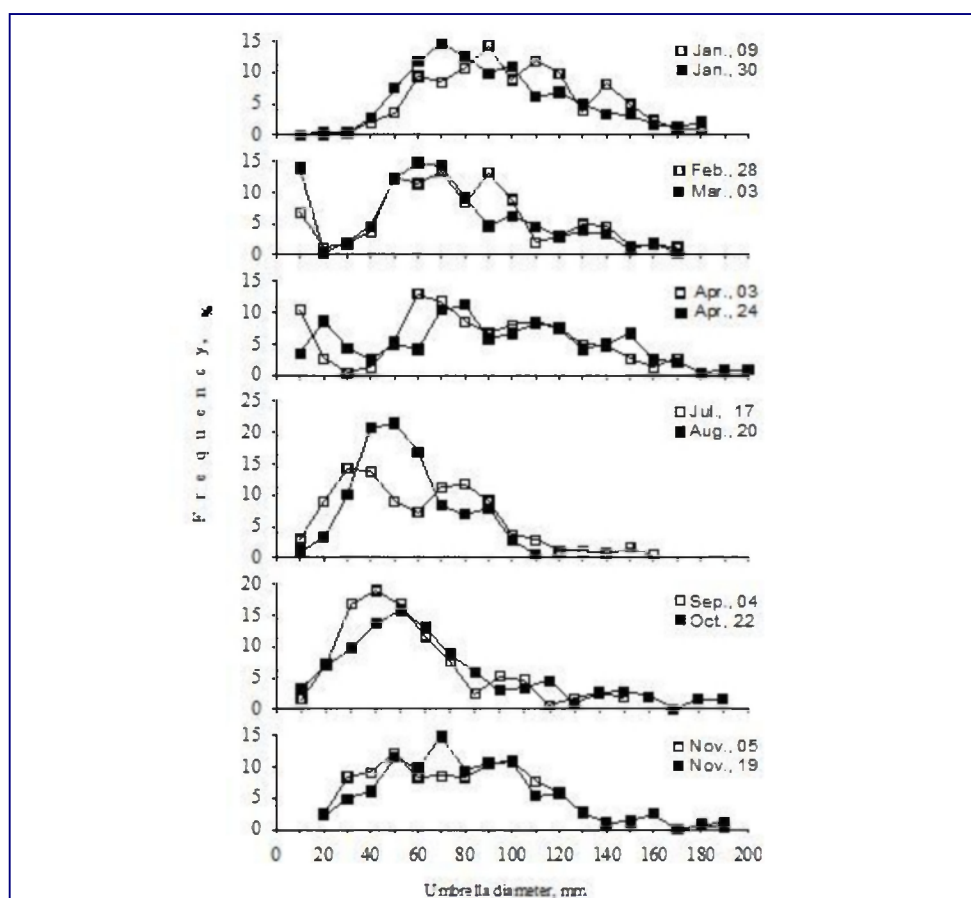 15
10
5
0
Jan., 09
Jan., 30
15
10
5
0
Feb., 28
Mar., 03
15
10
5
0
Apr., 03
Apr., 24
25
20
15
10
5
0
Jul., 17
Aug., 20
20
15
10
5
0
Sep., 04
Oct., 22
15
10
5
0
Nov., 05
Nov., 19
0 20 40 60 80 100 120 140 160 180 200
Frequency, %
Umbrella diameter, mm